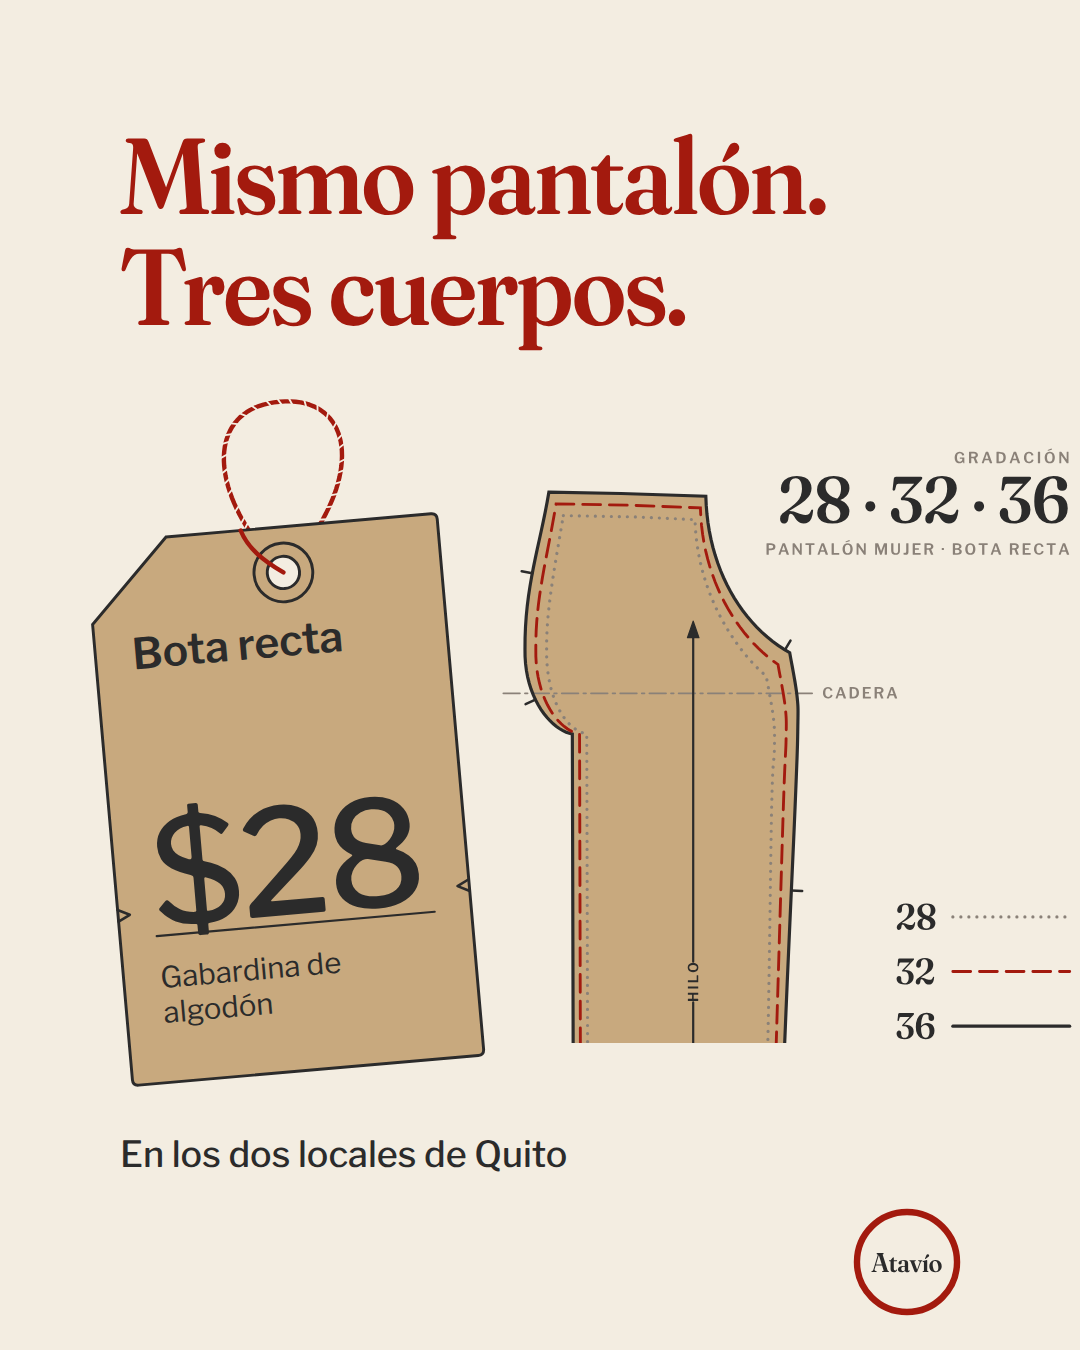 Mismo pantalón.
Tres cuerpos.
GRADACIÓN
28 · 32 · 36
PANTALÓN MUJER · BOTA RECTA
Bota recta
$28
Gabardina de
algodón
CADERA
HILO
28
32
36
En los dos locales de Quito
Atavío